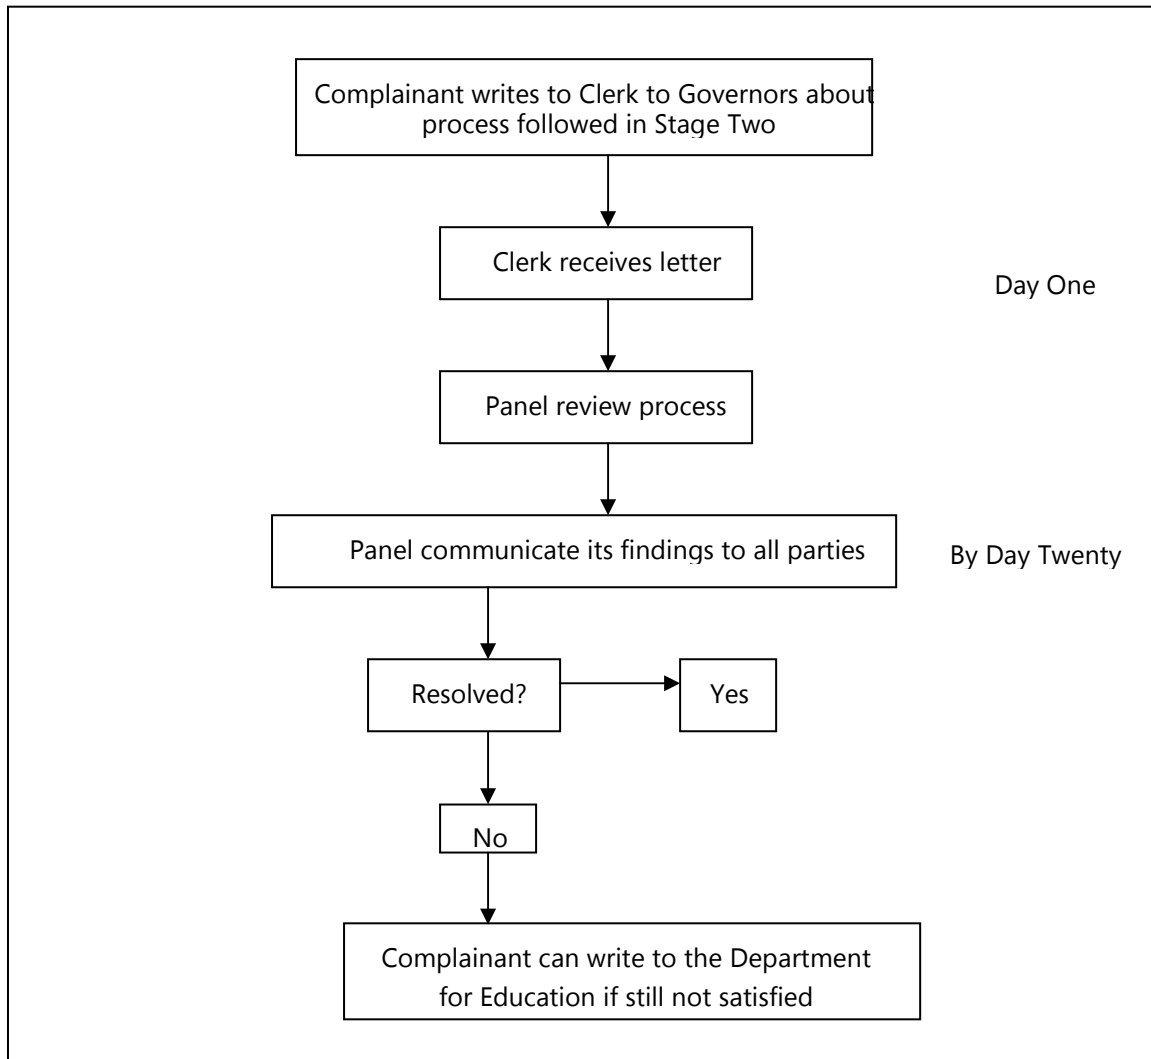 Complainant writes to Clerk to Governors about
process followed in Stage Two
Clerk receives letter
Day One
Panel review process
Panel communicate its findings to all parties
By Day Twenty
Resolved?
Yes
No
Complainant can write to the Department
for Education if still not satisfied